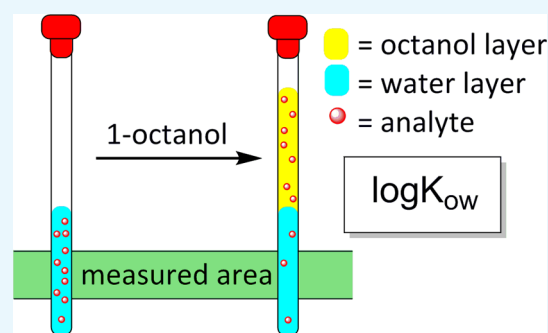 1-octanol
= octanol layer
= water layer
= analyte
logKow
measured area